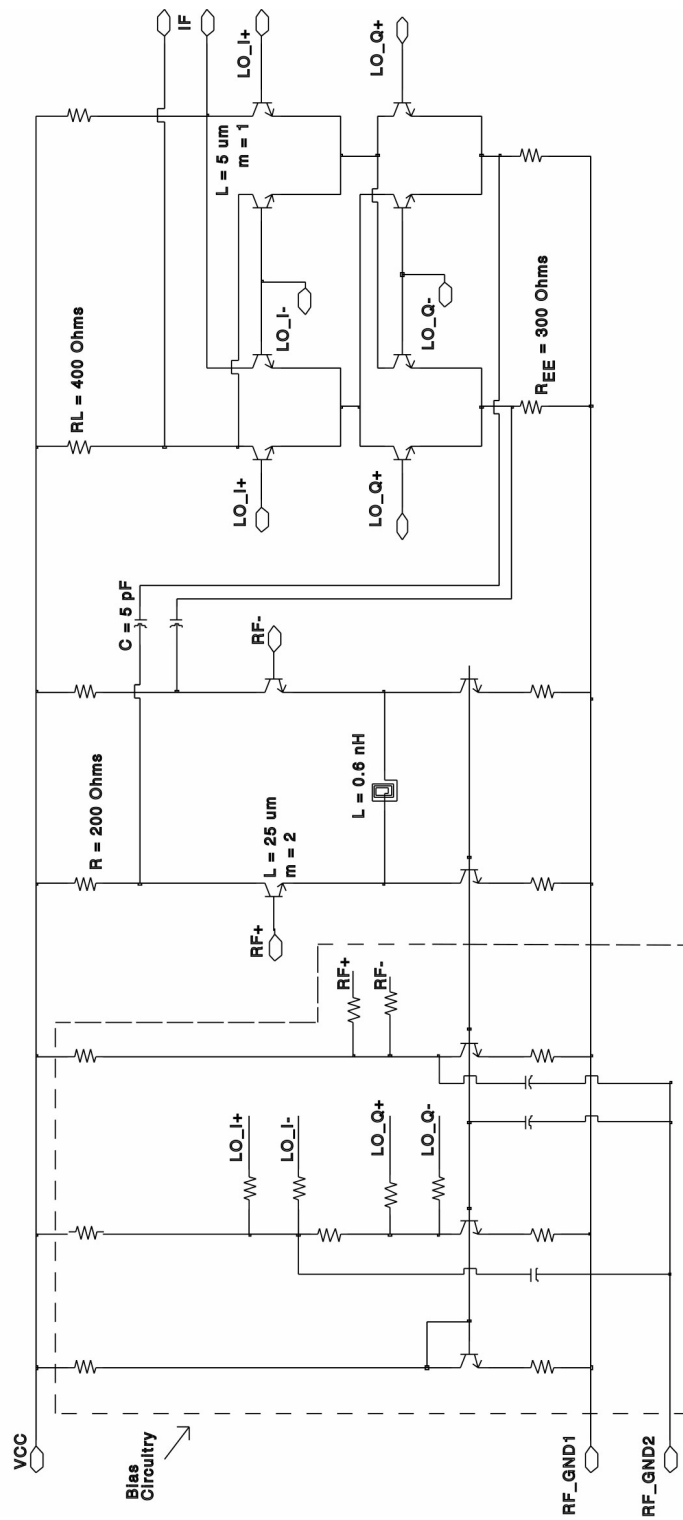 VCC
Bias
Circuitry
RF_GND1
RF_GND2
LO_I+
LO_I-
LO_Q+
LO_Q-
RF+
RF-
R = 200 Ohms
RF+
L = 25 um
m = 2
L = 0.6 nH
RF-
C = 5 pF
RL = 400 Ohms
IF
LO_I+
LO_I-
LO_I+
L = 5 um
m = 1
LO_Q+
LO_Q-
LO_Q+
REE = 300 Ohms